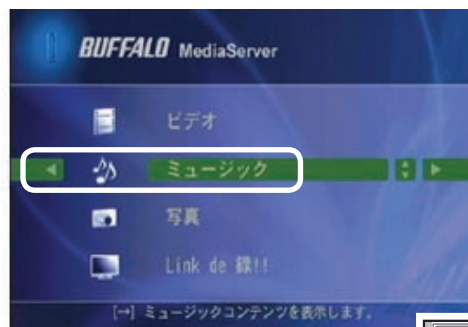 BUFFALO MediaServer
ビデオ
ミュージック
写真
Link de 録!!
[→] ミュージックコンテンツを表示します。